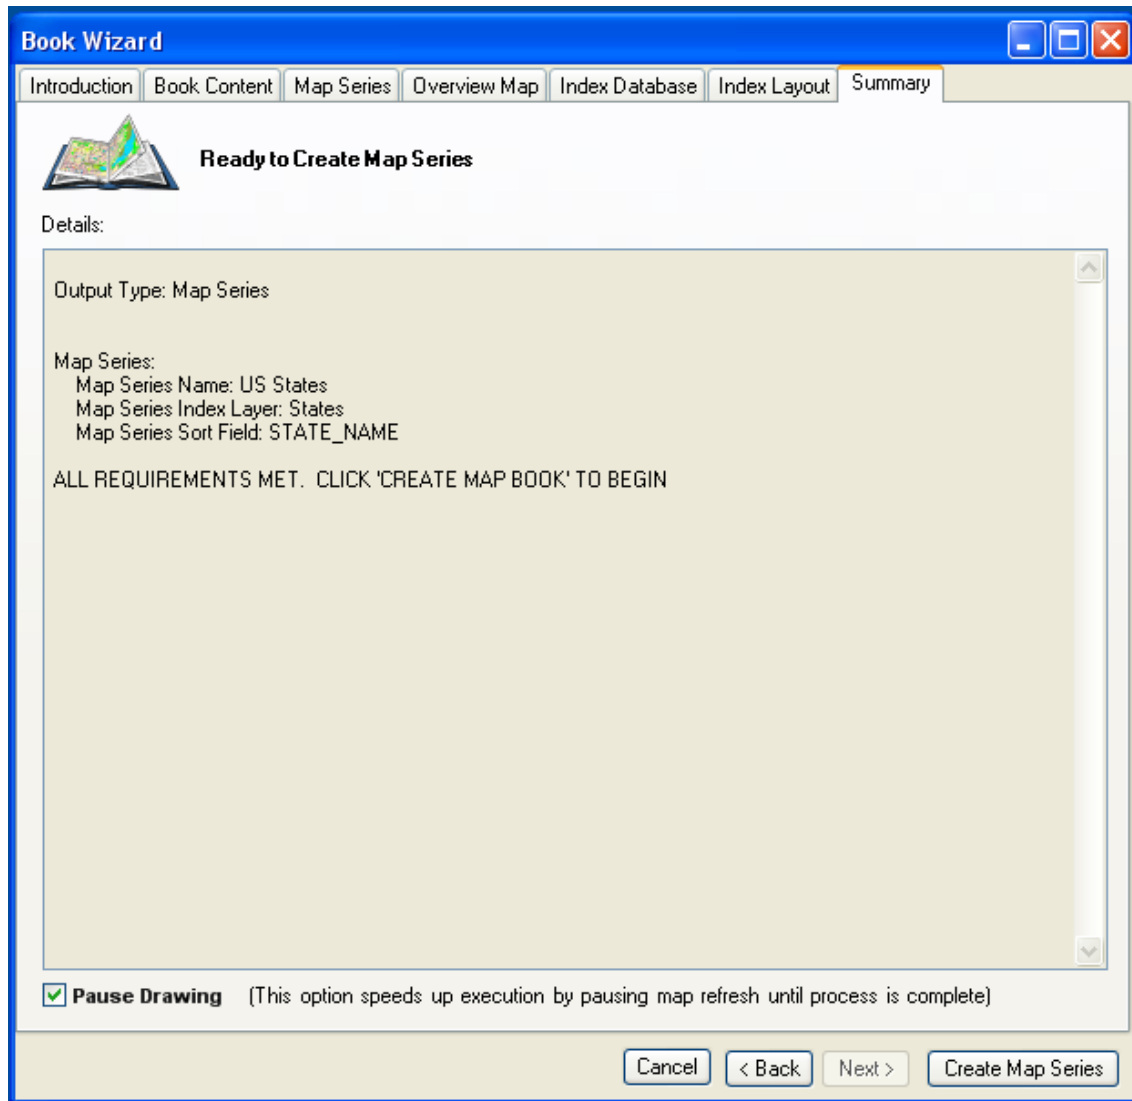 Book Wizard
Introduction Book Content Map Series Overview Map Index Database Index Layout Summary
Ready to Create Map Series
Details:
Output Type: Map Series
Map Series:
Map Series Name: US States
Map Series Index Layer: States
Map Series Sort Field: STATE_NAME
ALL REQUIREMENTS MET. CLICK 'CREATE MAP BOOK' TO BEGIN
Pause Drawing (This option speeds up execution by pausing map refresh until process is complete)
Cancel < Back Next > Create Map Series